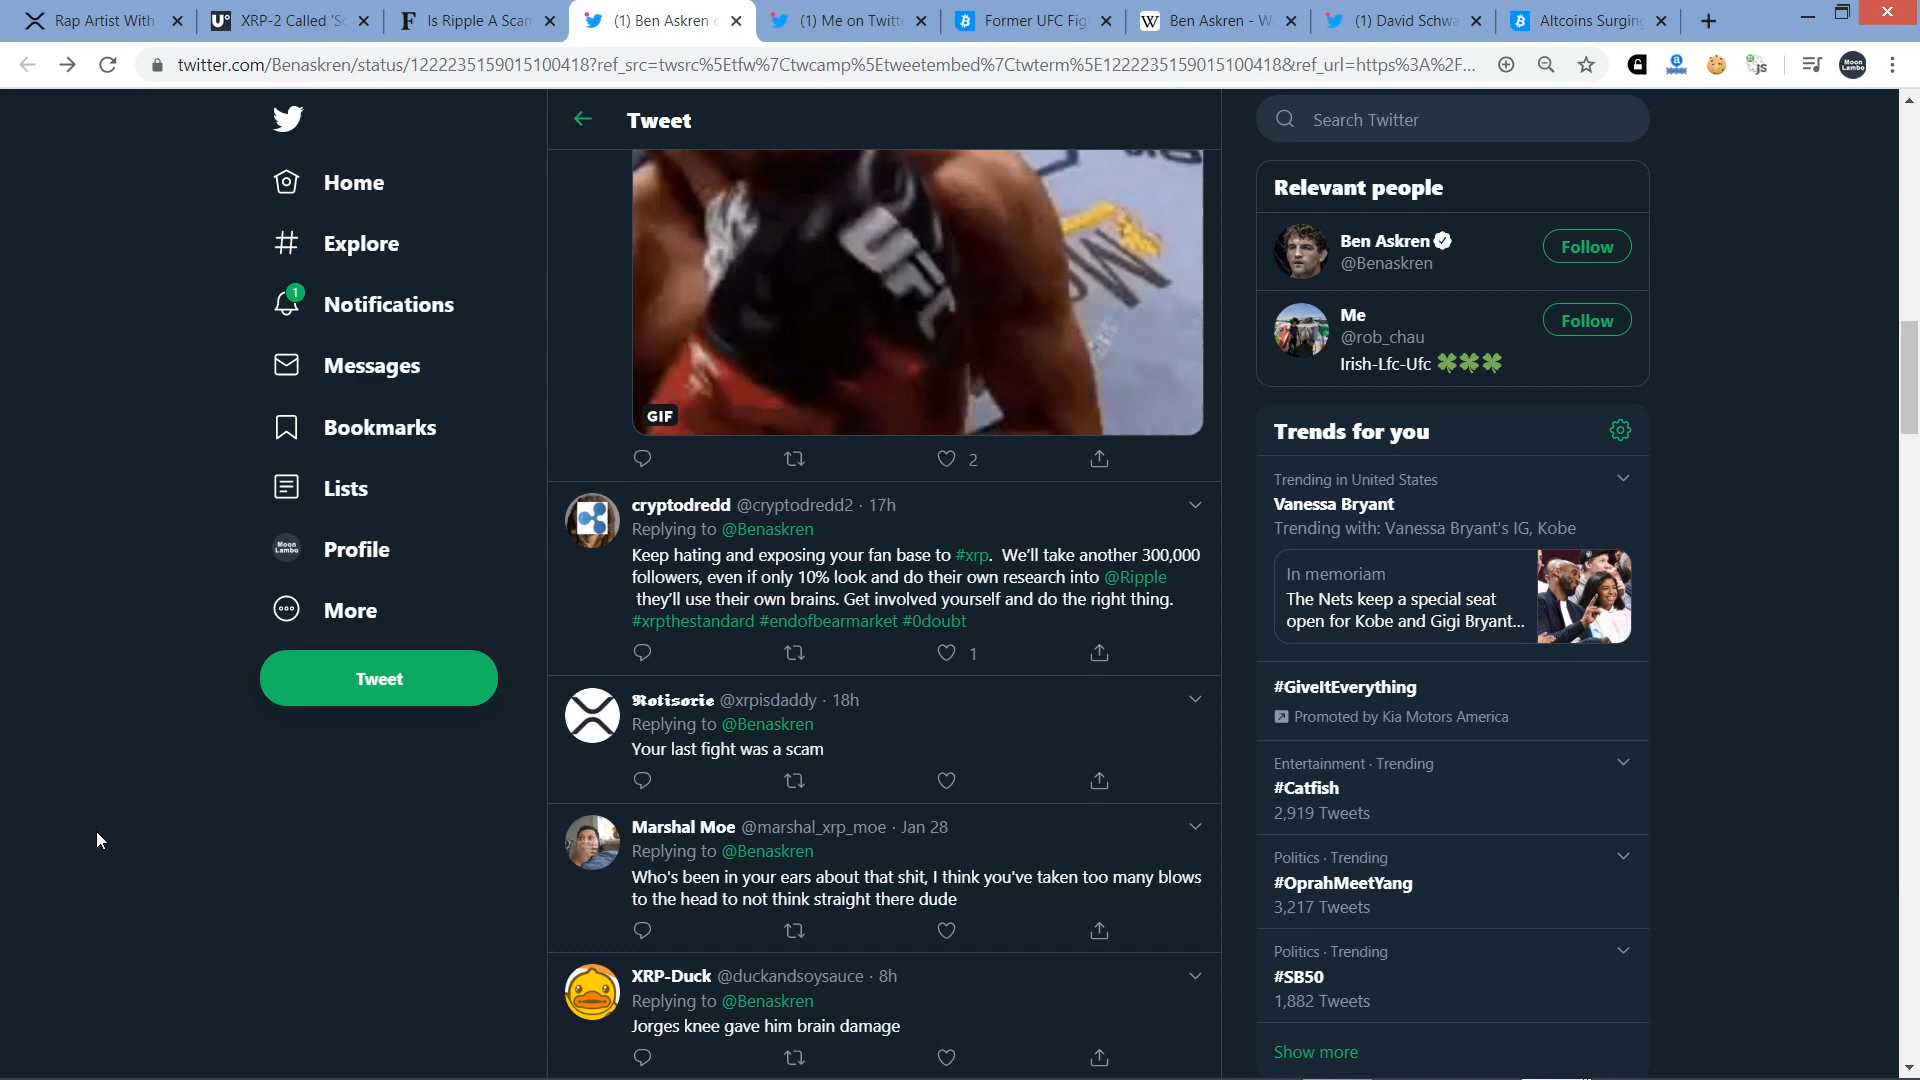 Rap Artist With
XRP-2 Called 'Sc
Is Ripple A Scam
(1) Ben Askren o
(1) Me on Twitte
Former UFC Fig
Ben Askren - W
(1) David Schwa
Altcoins Surging
twitter.com/Benaskren/status/1222235159015100418?ref_src=twsrc%5Etfw%7Ctwcamp%5Etweetembed%7Ctwterm%5E1222235159015100418&ref_url=https%3A%2F...
Home
Explore
1
Notifications
Messages
Bookmarks
Lists
Moon
Lambo
Profile
More
Tweet
Tweet
UFC
GIF
2
cryptodredd @cryptodredd2 · 17h
Replying to @Benaskren
Keep hating and exposing your fan base to #xrp. We'll take another 300,000
followers, even if only 10% look and do their own research into @Ripple
they'll use their own brains. Get involved yourself and do the right thing.
#xrpthestandard #endofbearmarket #0doubt
1
𝕽𝖔𝖙𝖎𝖘𝖔𝖗𝖎𝖊 @xrpisdaddy · 18h
Replying to @Benaskren
Your last fight was a scam
Marshal Moe @marshal_xrp_moe · Jan 28
Replying to @Benaskren
Who's been in your ears about that shit, I think you've taken too many blows
to the head to not think straight there dude
XRP-Duck @duckandsoysauce · 8h
Replying to @Benaskren
Jorges knee gave him brain damage
Search Twitter
Relevant people
Ben Askren
@Benaskren
Follow
Me
@rob_chau
Irish-Lfc-Ufc 🍀🍀🍀
Follow
Trends for you
Trending in United States
Vanessa Bryant
Trending with: Vanessa Bryant's IG, Kobe
In memoriam
The Nets keep a special seat
open for Kobe and Gigi Bryant...
#GiveItEverything
Promoted by Kia Motors America
Entertainment · Trending
#Catfish
2,919 Tweets
Politics · Trending
#OprahMeetYang
3,217 Tweets
Politics · Trending
#SB50
1,882 Tweets
Show more